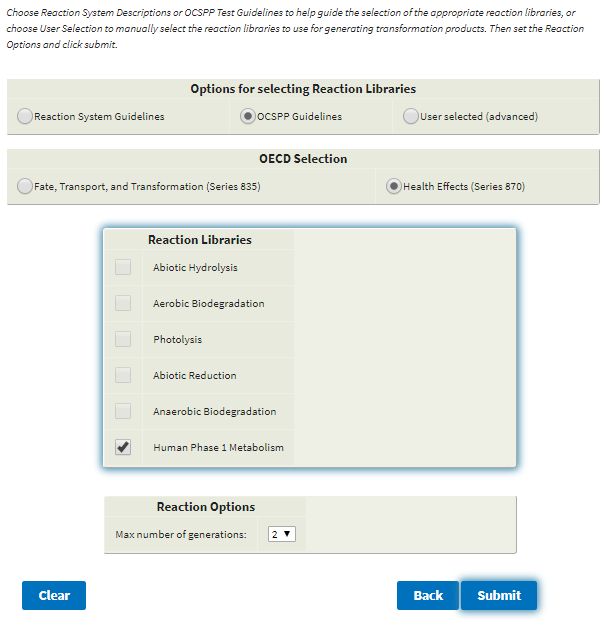 Choose Reaction System Descriptions or OCSPP Test Guidelines to help guide the selection of the appropriate reaction libraries, or
choose User Selection to manually select the reaction libraries to use for generating transformation products. Then set the Reaction
Options and click submit.
Options for selecting Reaction Libraries
Reaction System Guidelines OCSPP Guidelines User selected (advanced)
OECD Selection
Fate, Transport, and Transformation (Series 835) Health Effects (Series 870)
Reaction Libraries
Abiotic Hydrolysis
Aerobic Biodegradation
Photolysis
Abiotic Reduction
Anaerobic Biodegradation
Human Phase 1 Metabolism
Reaction Options
Max number of generations: 2
Clear Back Submit